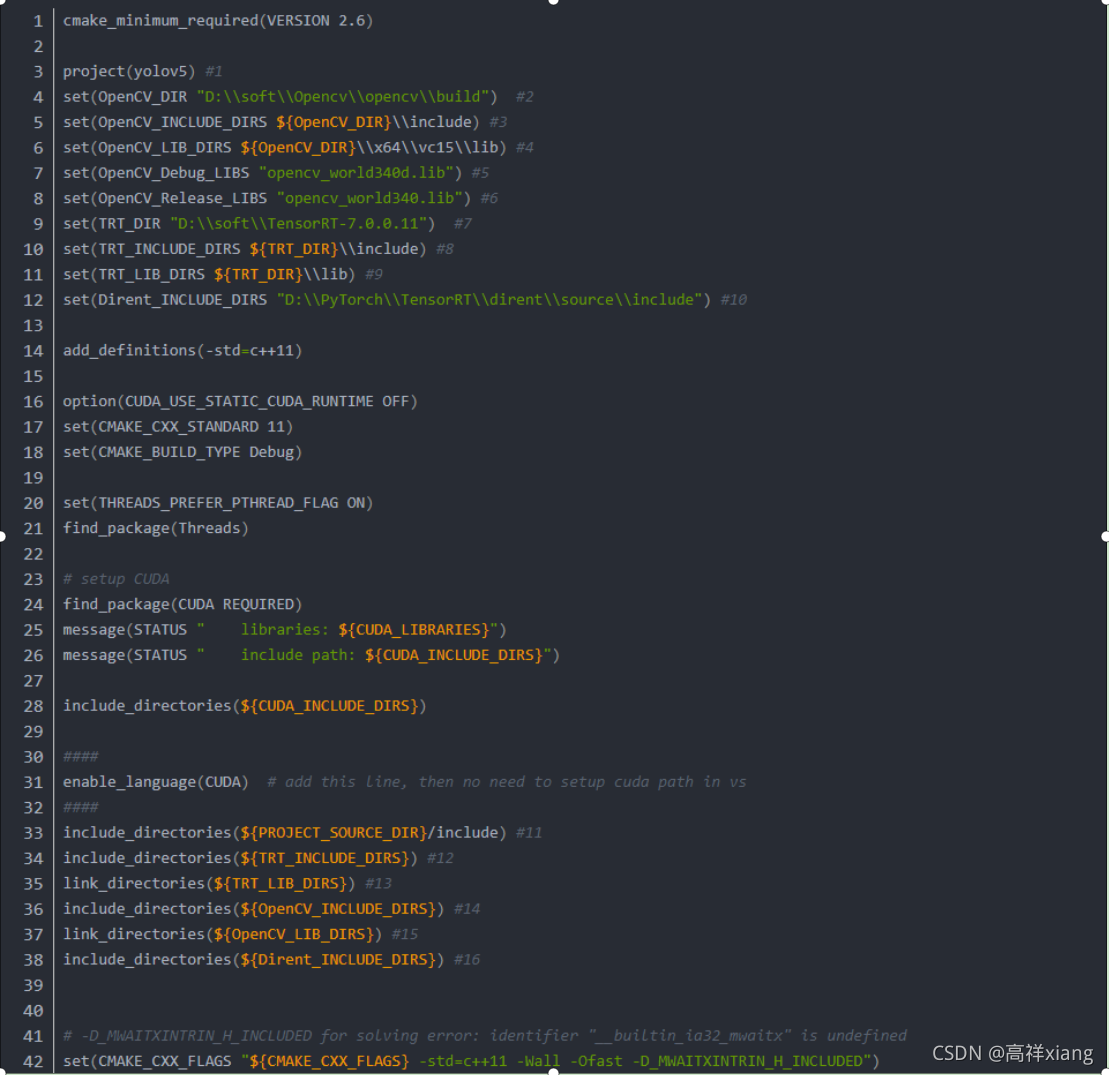 1 cmake_minimum_required(VERSION 2.6)
2
3 project(yolov5) #1
4 set(OpenCV_DIR "D:\\soft\\Opencv\\opencv\\build")  #2
5 set(OpenCV_INCLUDE_DIRS ${OpenCV_DIR}\\include) #3
6 set(OpenCV_LIB_DIRS ${OpenCV_DIR}\\x64\\vc15\\lib) #4
7 set(OpenCV_Debug_LIBS "opencv_world340d.lib") #5
8 set(OpenCV_Release_LIBS "opencv_world340.lib") #6
9 set(TRT_DIR "D:\\soft\\TensorRT-7.0.0.11")  #7
10 set(TRT_INCLUDE_DIRS ${TRT_DIR}\\include) #8
11 set(TRT_LIB_DIRS ${TRT_DIR}\\lib) #9
12 set(Dirent_INCLUDE_DIRS "D:\\PyTorch\\TensorRT\\dirent\\source\\include") #10
13
14 add_definitions(-std=c++11)
15
16 option(CUDA_USE_STATIC_CUDA_RUNTIME OFF)
17 set(CMAKE_CXX_STANDARD 11)
18 set(CMAKE_BUILD_TYPE Debug)
19
20 set(THREADS_PREFER_PTHREAD_FLAG ON)
21 find_package(Threads)
22
23 # setup CUDA
24 find_package(CUDA REQUIRED)
25 message(STATUS "    libraries: ${CUDA_LIBRARIES}")
26 message(STATUS "    include path: ${CUDA_INCLUDE_DIRS}")
27
28 include_directories(${CUDA_INCLUDE_DIRS})
29
30 ####
31 enable_language(CUDA)  # add this line, then no need to setup cuda path in vs
32 ####
33 include_directories(${PROJECT_SOURCE_DIR}/include) #11
34 include_directories(${TRT_INCLUDE_DIRS}) #12
35 link_directories(${TRT_LIB_DIRS}) #13
36 include_directories(${OpenCV_INCLUDE_DIRS}) #14
37 link_directories(${OpenCV_LIB_DIRS}) #15
38 include_directories(${Dirent_INCLUDE_DIRS}) #16
39
40
41 # -D_MWAITXINTRIN_H_INCLUDED for solving error: identifier "__builtin_ia32_mwaitx" is undefined
42 set(CMAKE_CXX_FLAGS "${CMAKE_CXX_FLAGS} -std=c++11 -Wall -Ofast -D_MWAITXINTRIN_H_INCLUDED")
CSDN @高祥xiang